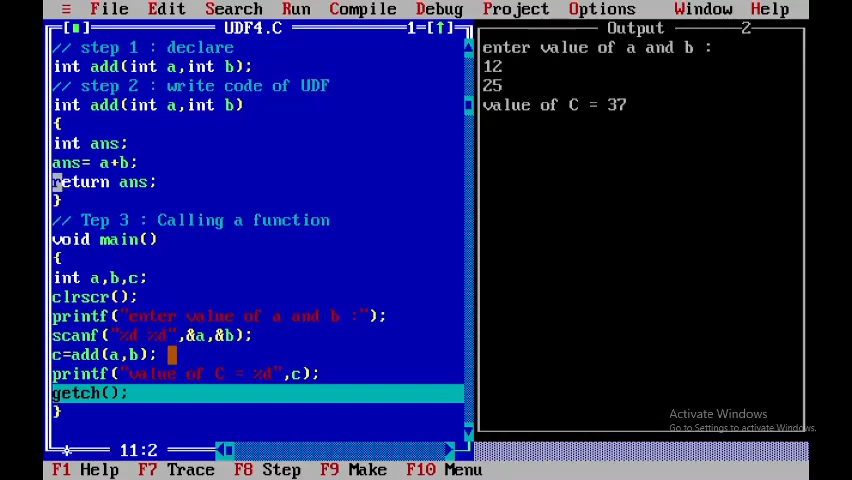 ≡ File Edit Search Run Compile Debug Project Options Window Help
UDF4.C 1=[↑]
// step 1 : declare
int add(int a,int b);
// step 2 : write code of UDF
int add(int a,int b)
{
int ans;
ans= a+b;
return ans;
}
// Tep 3 : Calling a function
void main()
{
int a,b,c;
clrscr();
printf("enter value of a and b :");
scanf("%d %d",&a,&b);
c=add(a,b);
printf("value of C = %d",c);
getch();
}
11:2
Output 2
enter value of a and b :
12
25
value of C = 37
Activate Windows
Go to Settings to activate Windows.
F1 Help F7 Trace F8 Step F9 Make F10 Menu